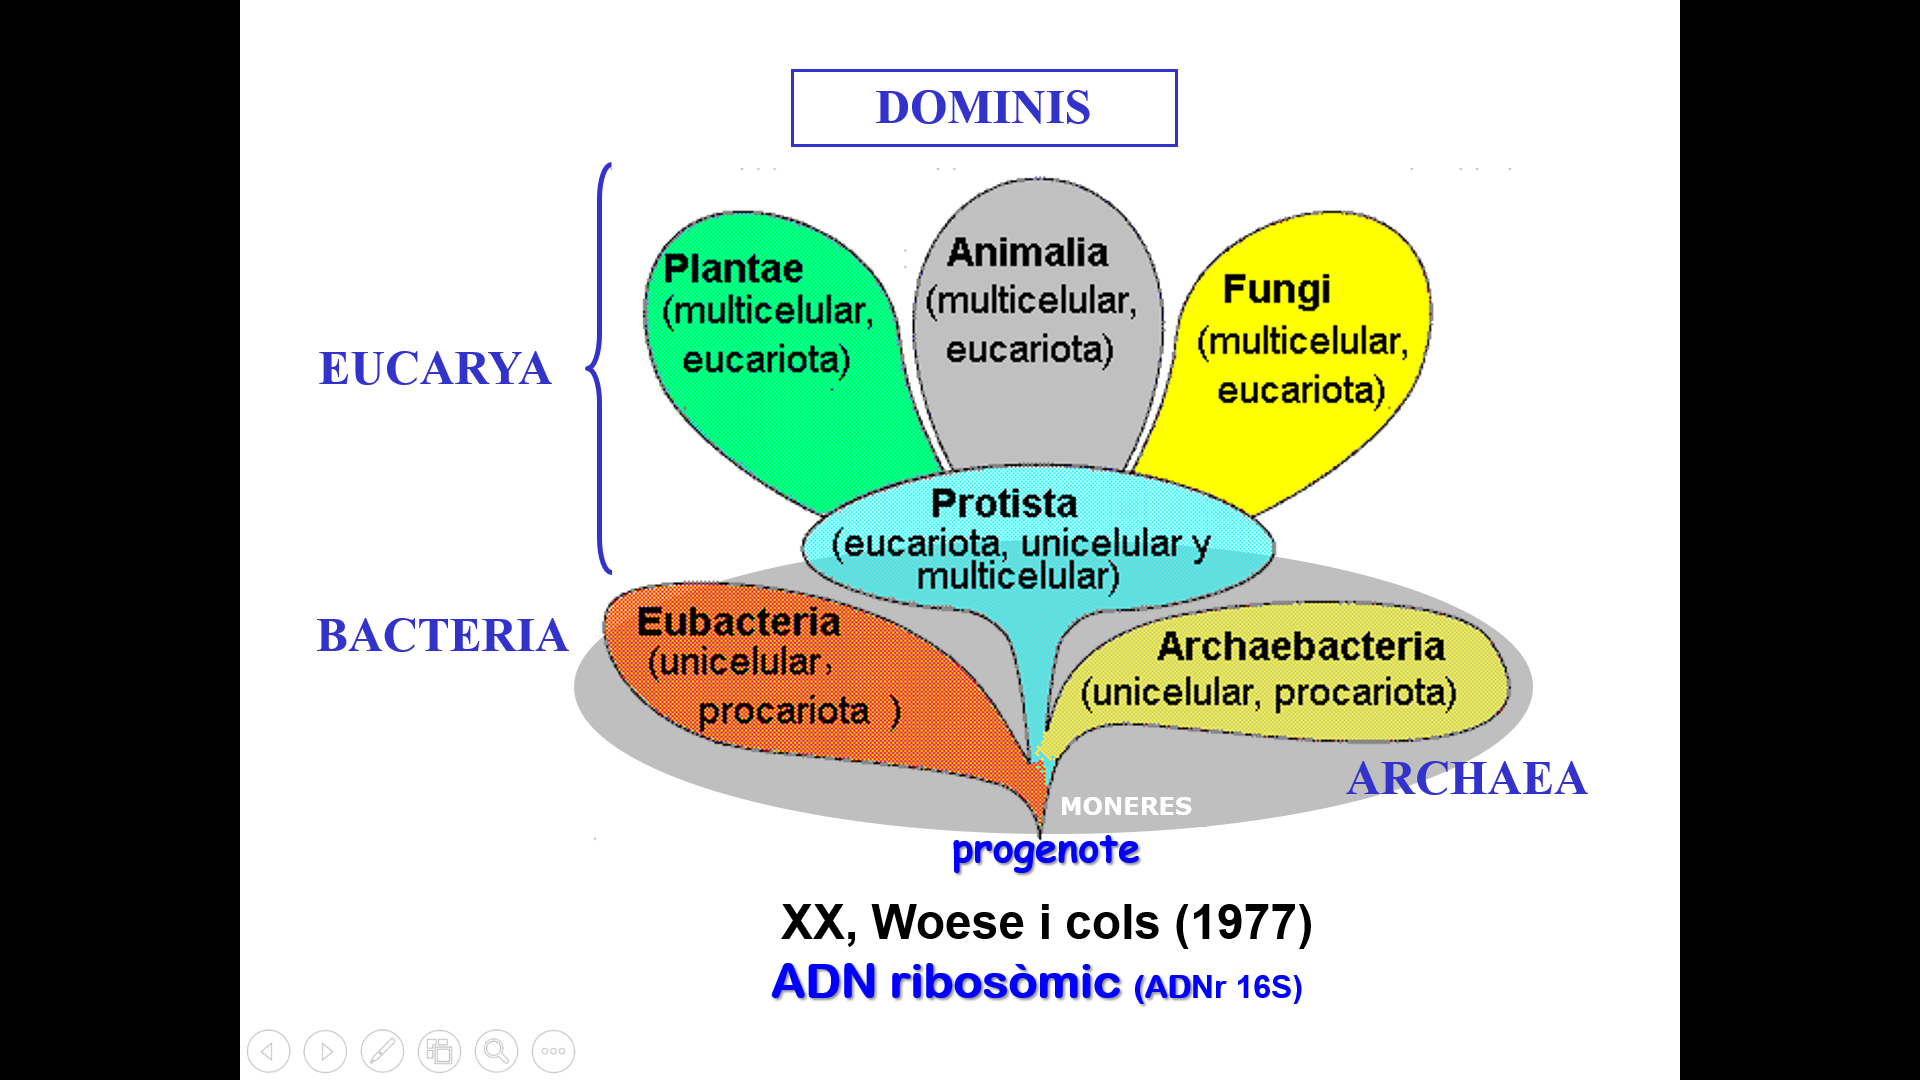 DOMINIS
EUCARYA
Plantae
(multicelular,
eucariota)
Animalia
(multicelular,
eucariota)
Fungi
(multicelular,
eucariota)
Protista
(eucariota, unicelular y
multicelular)
BACTERIA
Eubacteria
(unicelular,
procariota )
Archaebacteria
(unicelular, procariota)
ARCHAEA
MONERES
progenote
XX, Woese i cols (1977)
ADN ribosòmic (ADNr 16S)